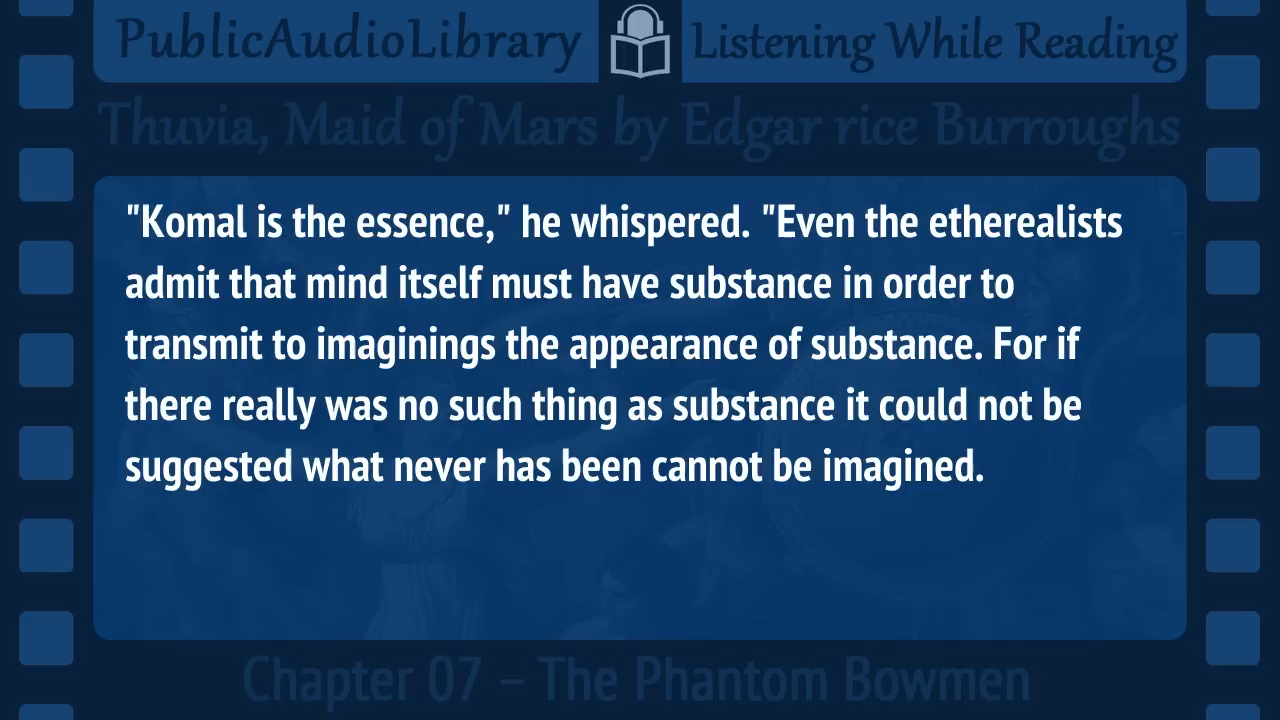 PublicAudioLibrary Listening While Reading
Thuvia, Maid of Mars by Edgar rice Burroughs
"Komal is the essence," he whispered. "Even the etherealists
admit that mind itself must have substance in order to
transmit to imaginings the appearance of substance. For if
there really was no such thing as substance it could not be
suggested what never has been cannot be imagined.
Chapter 07 – The Phantom Bowmen